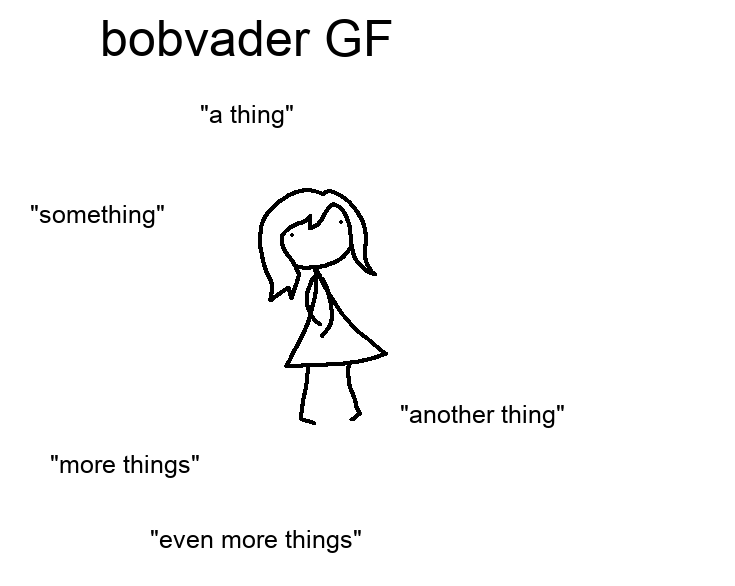 bobvader GF
"a thing"
"something"
"another thing"
"more things"
"even more things"